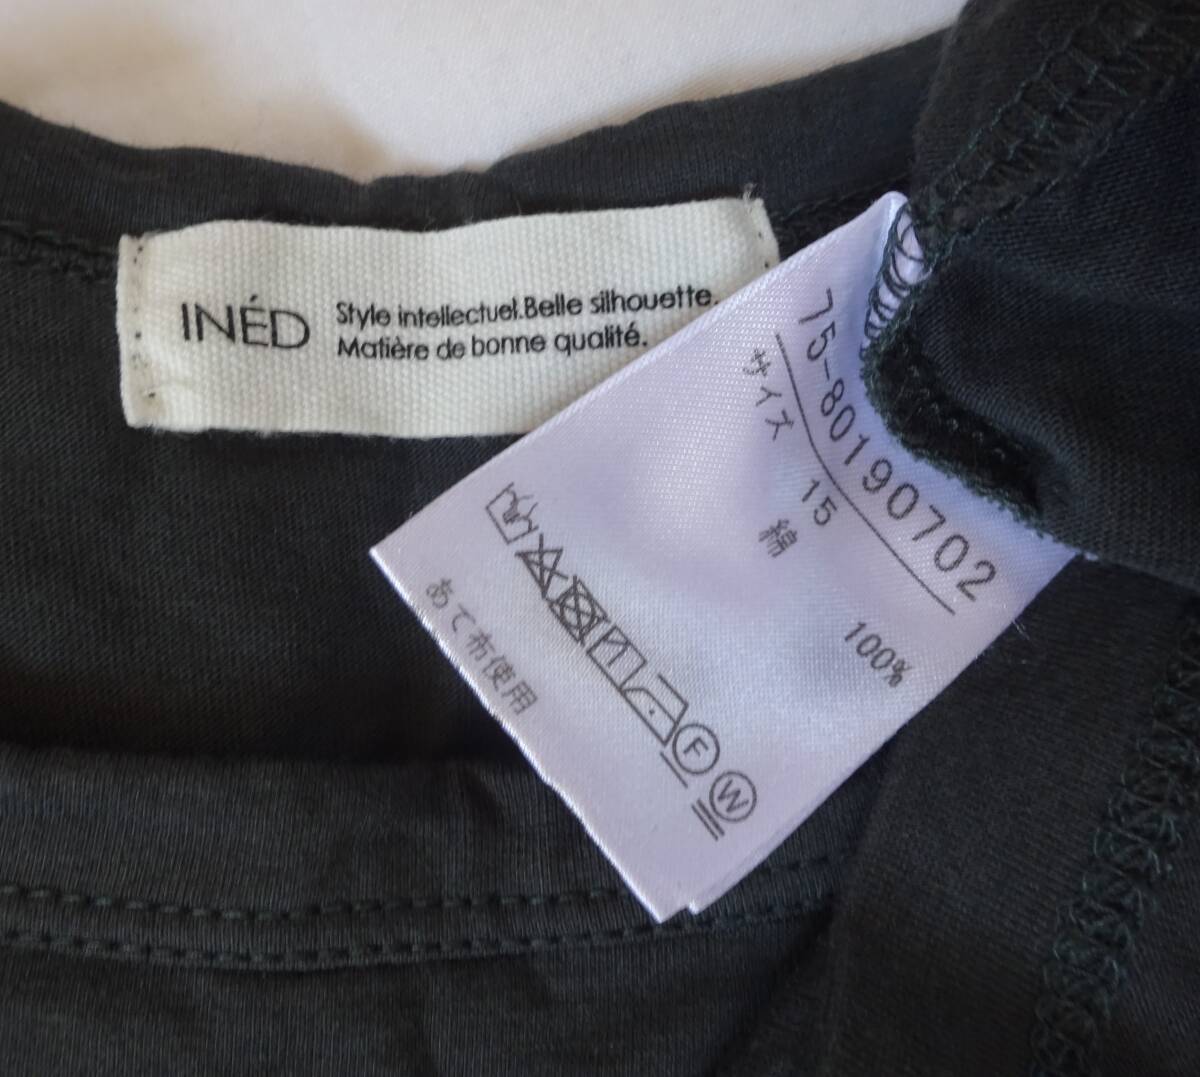 INÉD
Style intellectuel.Belle silhouette.
Matière de bonne qualité.
75-80190702
サイズ 15
綿 100%
F
W
あて布使用